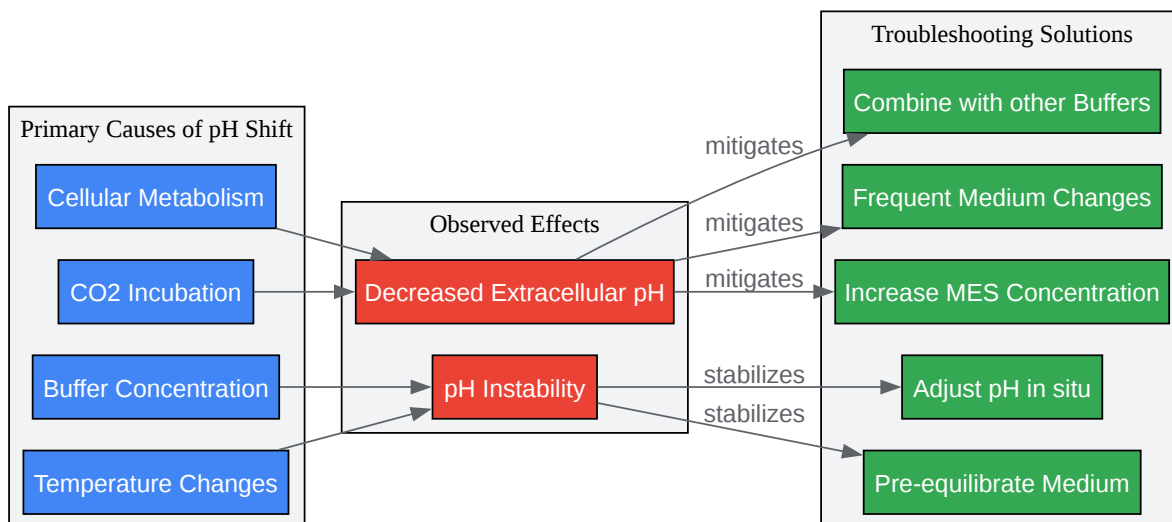 Primary Causes of pH Shift
Cellular Metabolism
CO2 Incubation
Buffer Concentration
Temperature Changes
Observed Effects
Decreased Extracellular pH
pH Instability
mitigates
mitigates
mitigates
stabilizes
stabilizes
Troubleshooting Solutions
Combine with other Buffers
Frequent Medium Changes
Increase MES Concentration
Adjust pH in situ
Pre-equilibrate Medium